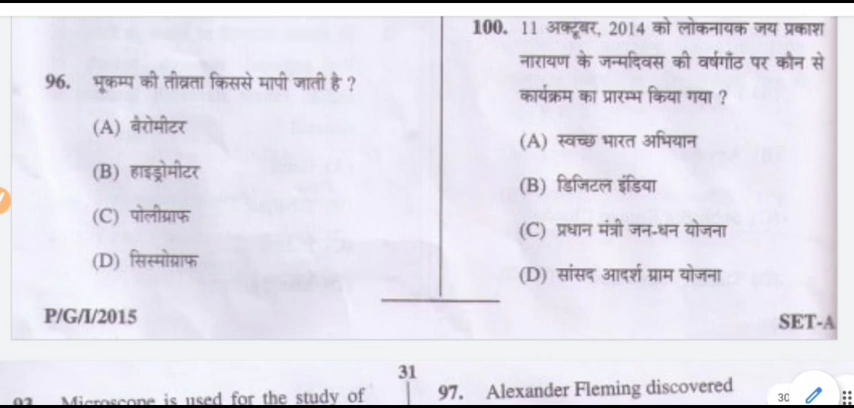 96. भूकम्प की तीव्रता किससे मापी जाती है ?
(A) बैरोमीटर
(B) हाइड्रोमीटर
(C) पोलीग्राफ
(D) सिस्मोग्राफ
100. 11 अक्टूबर, 2014 को लोकनायक जय प्रकाश
नारायण के जन्मदिवस की वर्षगाँठ पर कौन से
कार्यक्रम का प्रारम्भ किया गया ?
(A) स्वच्छ भारत अभियान
(B) डिजिटल इंडिया
(C) प्रधान मंत्री जन-धन योजना
(D) सांसद आदर्श ग्राम योजना
P/G/I/2015
SET-A
31
93. Microscope is used for the study of
97. Alexander Fleming discovered
30